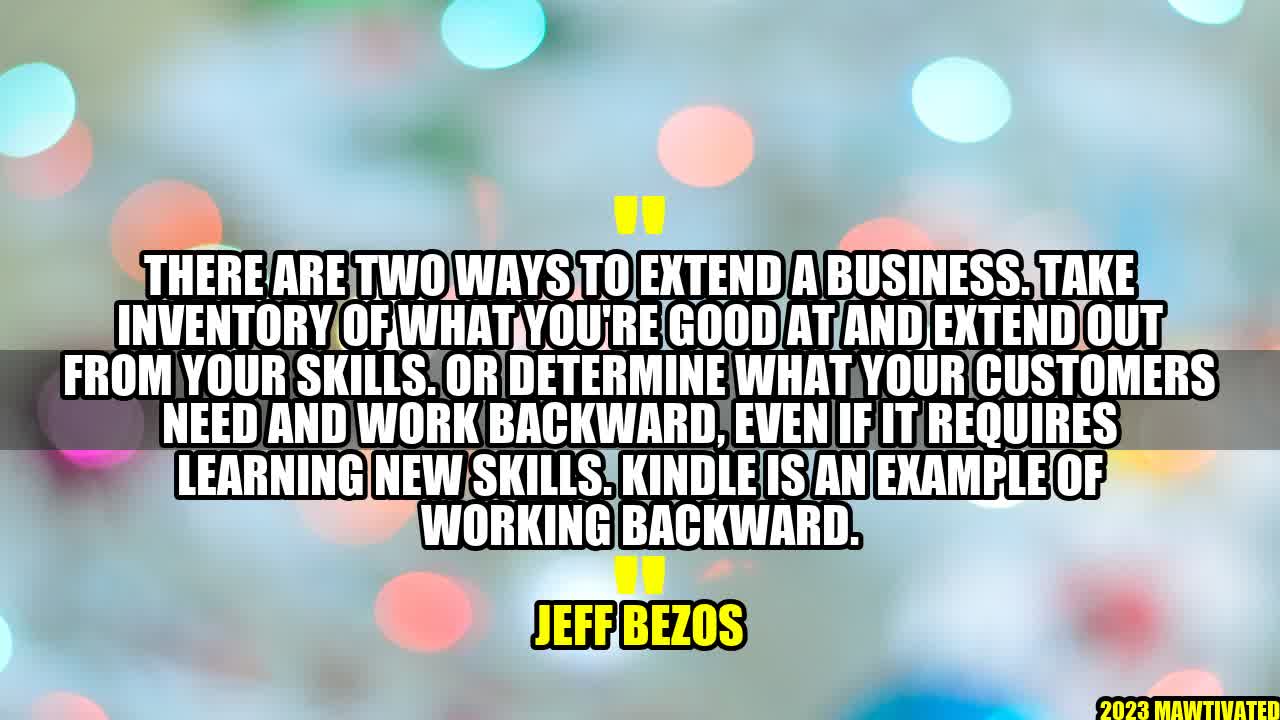 "
THERE ARE TWO WAYS TO EXTEND A BUSINESS. TAKE
INVENTORY OF WHAT YOU'RE GOOD AT AND EXTEND OUT
FROM YOUR SKILLS. OR DETERMINE WHAT YOUR CUSTOMERS
NEED AND WORK BACKWARD, EVEN IF IT REQUIRES
LEARNING NEW SKILLS. KINDLE IS AN EXAMPLE OF
WORKING BACKWARD.
"
JEFF BEZOS
2023 MAWTIVATED